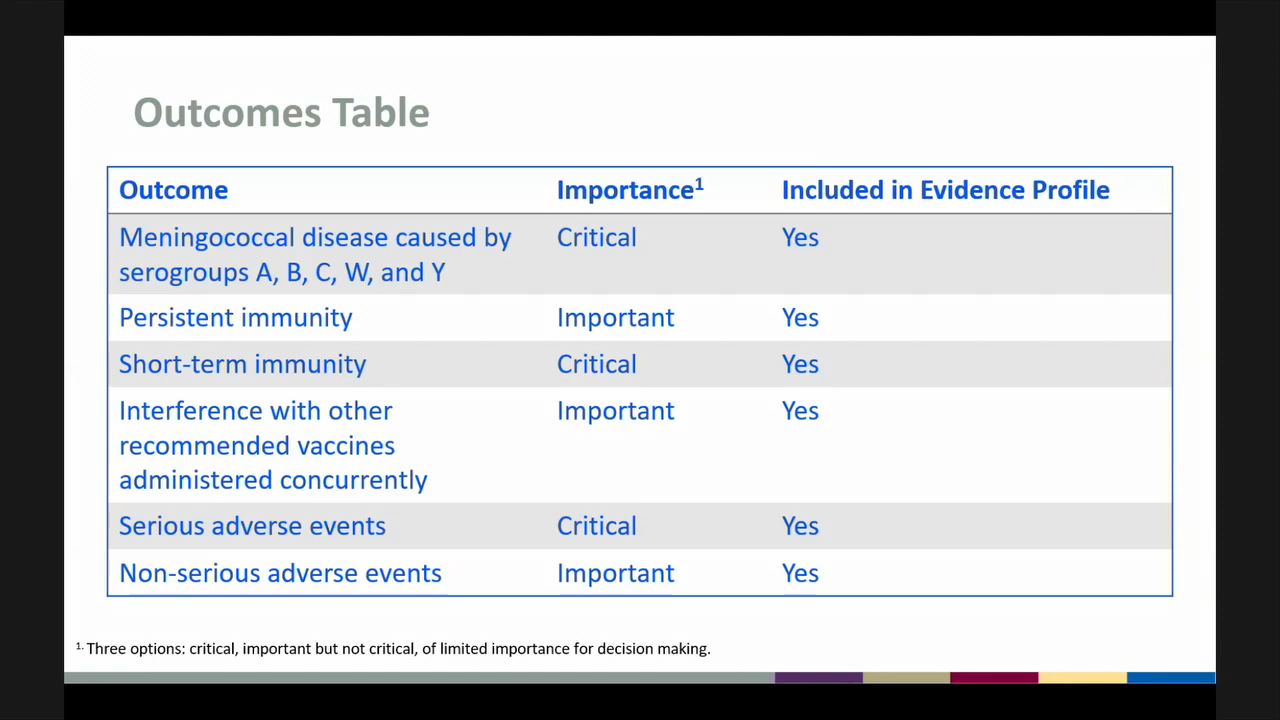 Outcomes Table
Outcome Importance¹ Included in Evidence Profile
Meningococcal disease caused by Critical Yes
serogroups A, B, C, W, and Y
Persistent immunity Important Yes
Short-term immunity Critical Yes
Interference with other Important Yes
recommended vaccines
administered concurrently
Serious adverse events Critical Yes
Non-serious adverse events Important Yes
¹· Three options: critical, important but not critical, of limited importance for decision making.